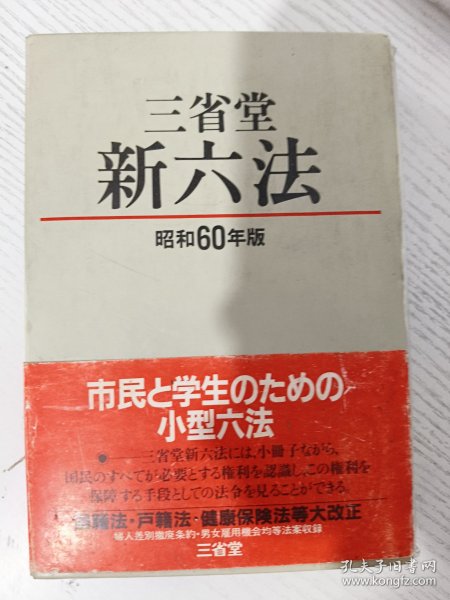 三省堂
新六法
昭和60年版
市民と学生のための
小型六法
●――三省堂新六法には、小冊子ながら、
国民のすべてが必要とする権利を認識し、この権利を
保障する手段としての法令を見ることができる。
国籍法・戸籍法・健康保険法等大改正
婦人差別撤廃条約・男女雇用機会均等法案収録
三省堂
孔夫子旧书网
book.kongfz.com